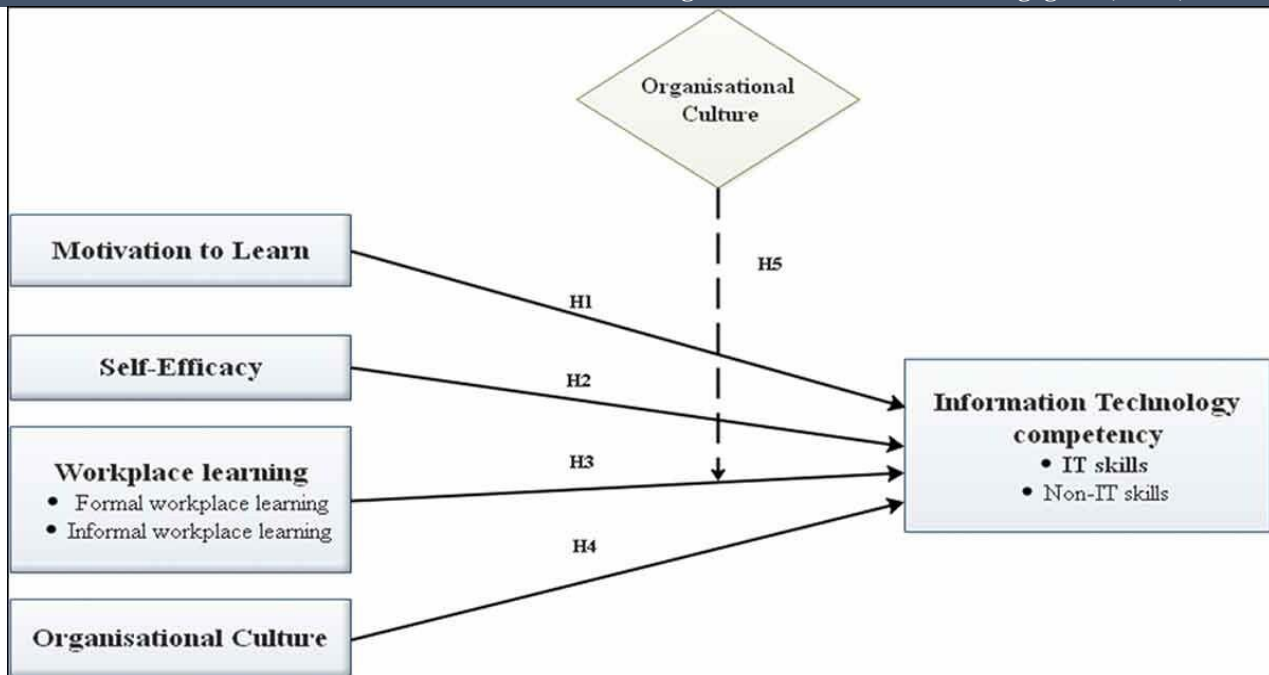 Organisational
Culture
Motivation to Learn
H5
H1
Self-Efficacy
H2
Information Technology
competency
• IT skills
• Non-IT skills
Workplace learning
• Formal workplace learning
• Informal workplace learning
H3
H4
Organisational Culture